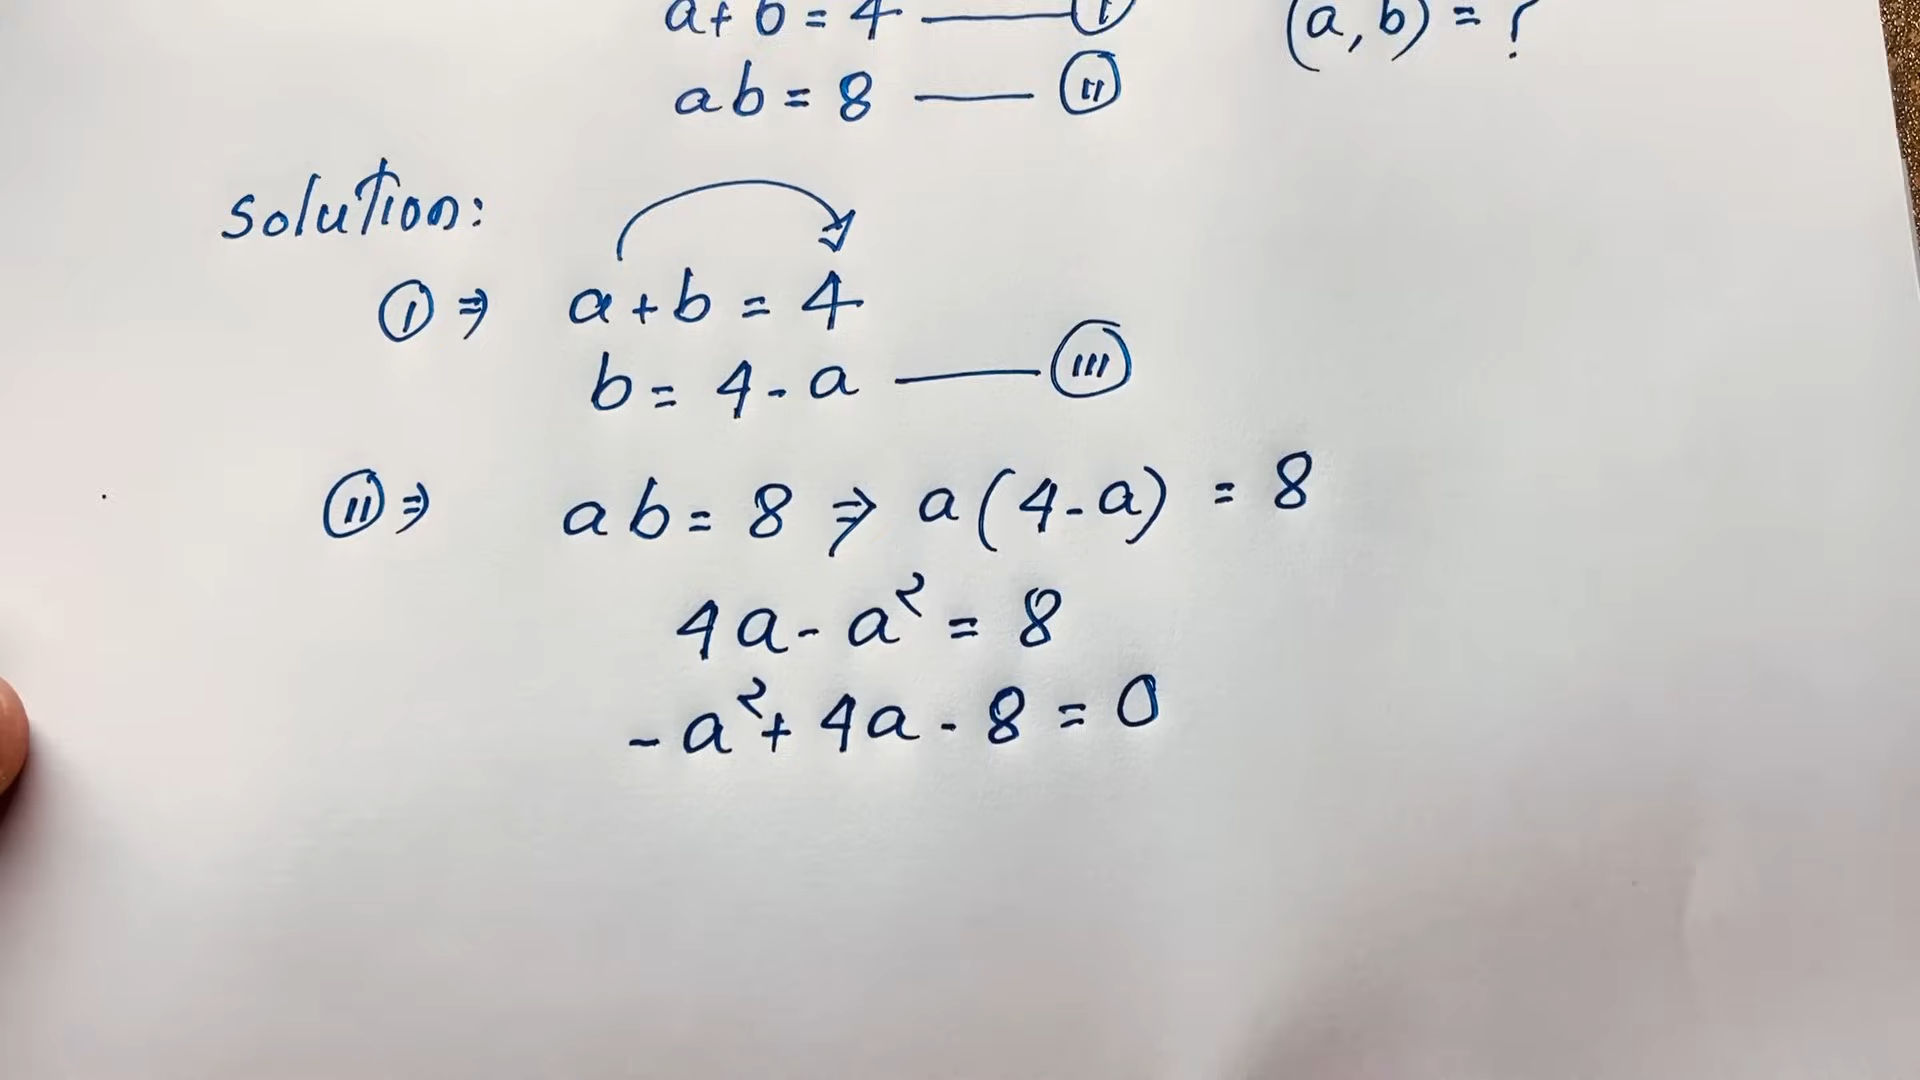 a+b=4 —— (I) (a,b)=?
ab=8 —— (II)
Solution:
(I) ⇒ a+b=4
b=4-a —— (III)
(II) ⇒ ab=8 ⇒ a(4-a)=8
4a-a²=8
-a²+4a-8=0